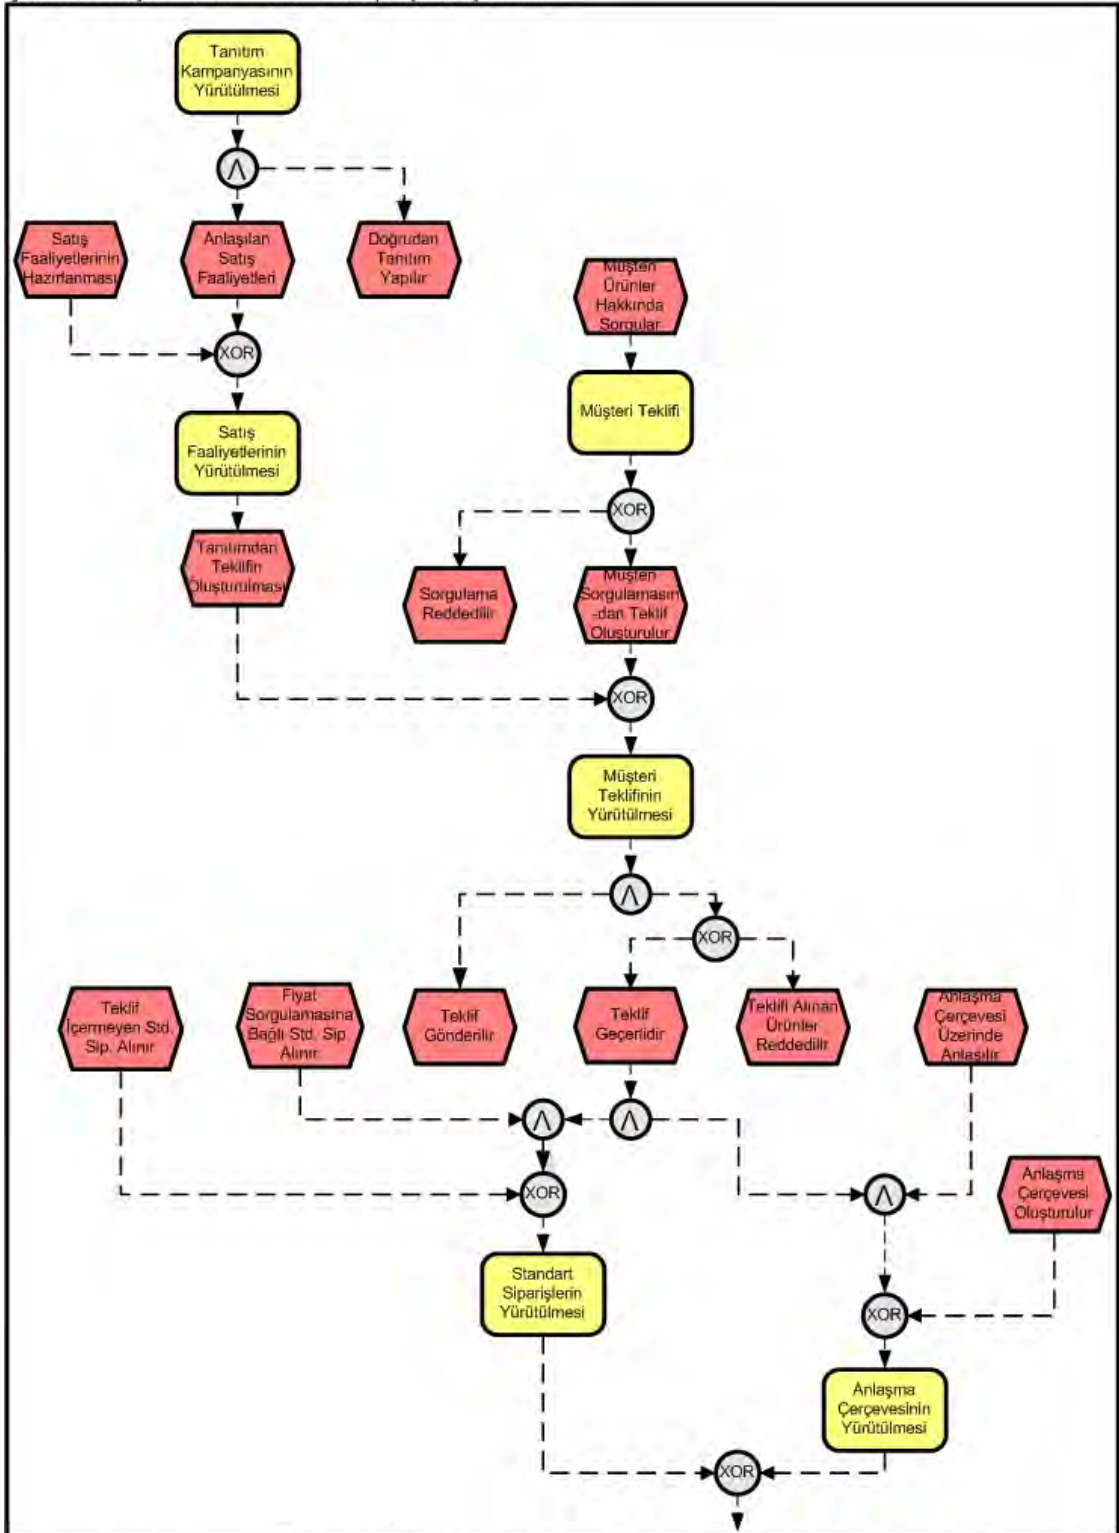 Tanıtım
Kampanyasının
Yürütülmesi
Λ
Satış
Faaliyetlerinin
Hazırlanması
Anlaşılan
Satış
Faaliyetleri
Doğrudan
Tanıtım
Yapılır
Müşteri
Ürünler
Hakkında
Sorgular
XOR
Müşteri Teklifi
Satış
Faaliyetlerinin
Yürütülmesi
XOR
Tanıtımdan
Teklifin
Oluşturulması
Sorgulama
Reddedilir
Müşteri
Sorgulamasın
-dan Teklif
Oluşturulur
XOR
Müşteri
Teklifinin
Yürütülmesi
Λ
XOR
Teklif
İçermeyen Std.
Sip. Alınır
Fiyat
Sorgulamasına
Bağlı Std. Sip.
Alınır
Teklif
Gönderilir
Teklif
Geçerlidir
Teklifi Alınan
Ürünler
Reddedilir
Anlaşma
Çerçevesi
Üzerinde
Anlaşılır
Λ
Λ
XOR
Λ
Anlaşma
Çerçevesi
Oluşturulur
Standart
Siparişlerin
Yürütülmesi
XOR
Anlaşma
Çerçevesinin
Yürütülmesi
XOR